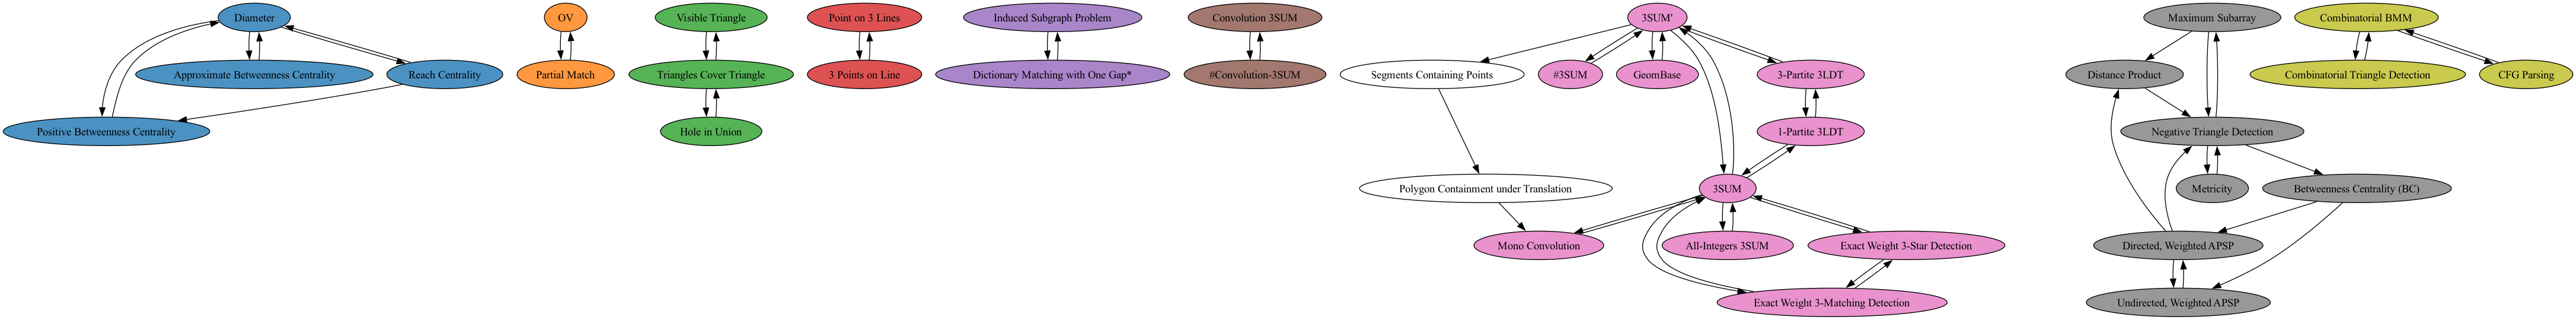 Diameter
OV
Visible Triangle
Point on 3 Lines
Induced Subgraph Problem
Convolution 3SUM
3SUM'
Maximum Subarray
Combinatorial BMM
Approximate Betweenness Centrality
Reach Centrality
Partial Match
Triangles Cover Triangle
3 Points on Line
Dictionary Matching with One Gap*
#Convolution-3SUM
Segments Containing Points
#3SUM
GeomBase
3-Partite 3LDT
Distance Product
Combinatorial Triangle Detection
CFG Parsing
Positive Betweenness Centrality
Hole in Union
1-Partite 3LDT
Negative Triangle Detection
Polygon Containment under Translation
3SUM
Metricity
Betweenness Centrality (BC)
Mono Convolution
All-Integers 3SUM
Exact Weight 3-Star Detection
Directed, Weighted APSP
Exact Weight 3-Matching Detection
Undirected, Weighted APSP